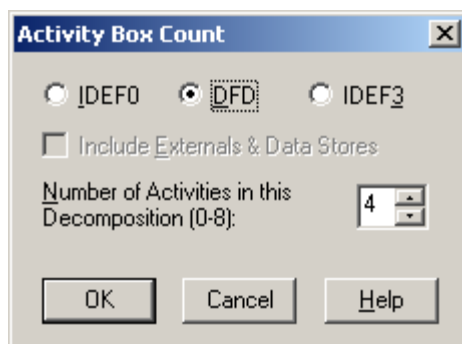 Activity Box Count
IDEF0 DFD IDEF3
Include Externals & Data Stores
Number of Activities in this
Decomposition (0-8):
4
OK Cancel Help